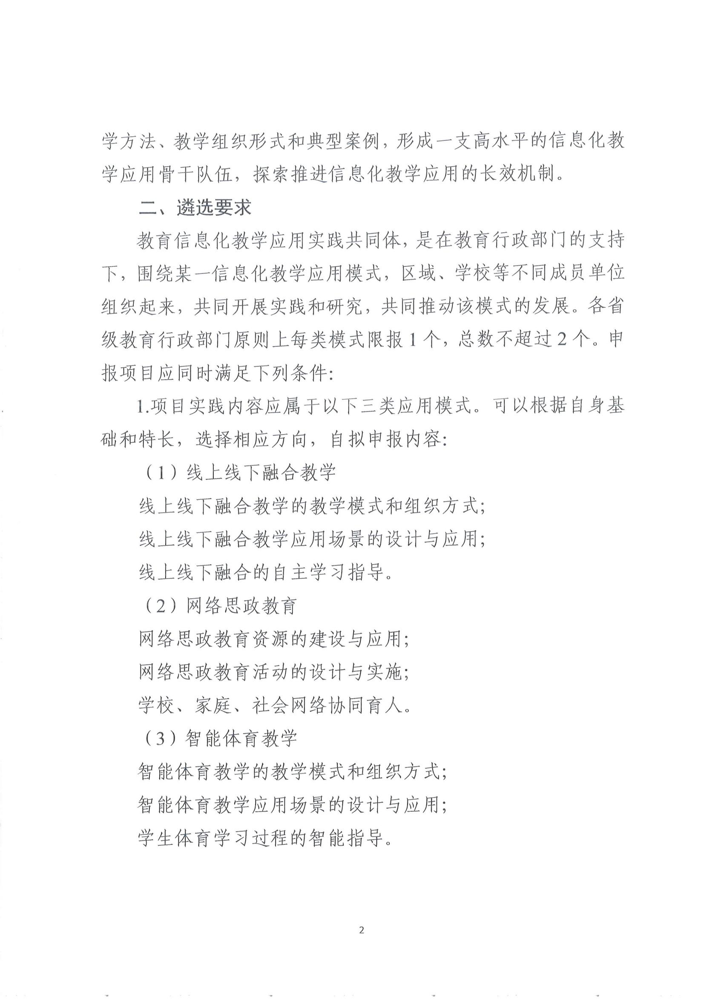 学方法、教学组织形式和典型案例，形成一支高水平的信息化教
学应用骨干队伍，探索推进信息化教学应用的长效机制。
二、遴选要求
教育信息化教学应用实践共同体，是在教育行政部门的支持
下，围绕某一信息化教学应用模式，区域、学校等不同成员单位
组织起来，共同开展实践和研究，共同推动该模式的发展。各省
级教育行政部门原则上每类模式限报 1 个，总数不超过 2 个。申
报项目应同时满足下列条件：
1.项目实践内容应属于以下三类应用模式。可以根据自身基
础和特长，选择相应方向，自拟申报内容：
（1）线上线下融合教学
线上线下融合教学的教学模式和组织方式；
线上线下融合教学应用场景的设计与应用；
线上线下融合的自主学习指导。
（2）网络思政教育
网络思政教育资源的建设与应用；
网络思政教育活动的设计与实施；
学校、家庭、社会网络协同育人。
（3）智能体育教学
智能体育教学的教学模式和组织方式；
智能体育教学应用场景的设计与应用；
学生体育学习过程的智能指导。
2